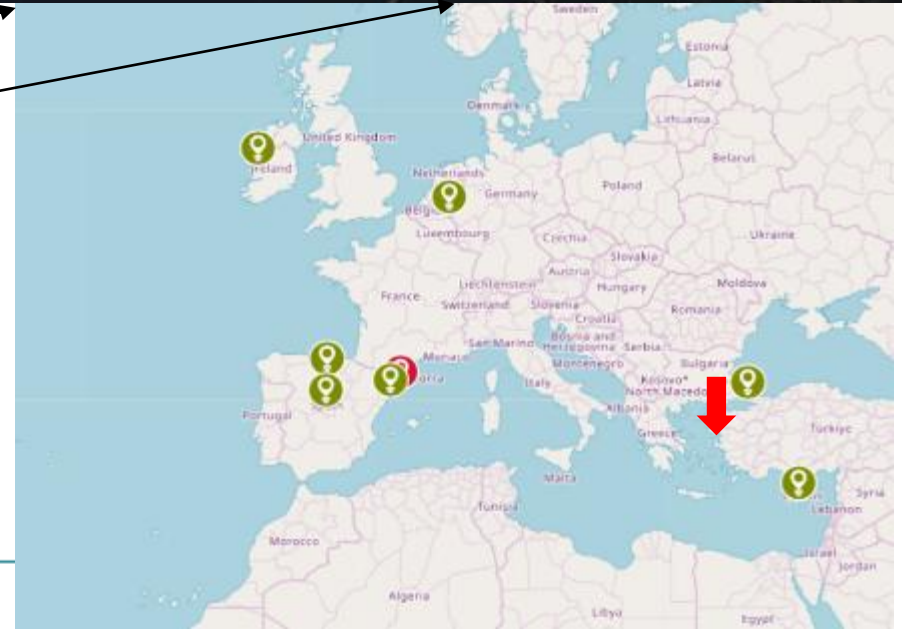 Sweden
Estonia
Latvia
Denmark
Lithuania
United Kingdom
Ireland
Belarus
Netherlands
Germany
Poland
Luxembourg
Czechia
Ukraine
Slovakia
Austria
Liechtenstein
Hungary
Moldova
France
Switzerland
Slovenia
Romania
Croatia
San Marino
Bosnia and
Herzegovina
Serbia
Monaco
Montenegro
Bulgaria
Italy
Kosovo*
Albania
Portugal
Greece
Türkiye
Malta
Syria
Tunisia
Lebanon
Morocco
Israel
Jordan
Algeria
Libya
Egypt